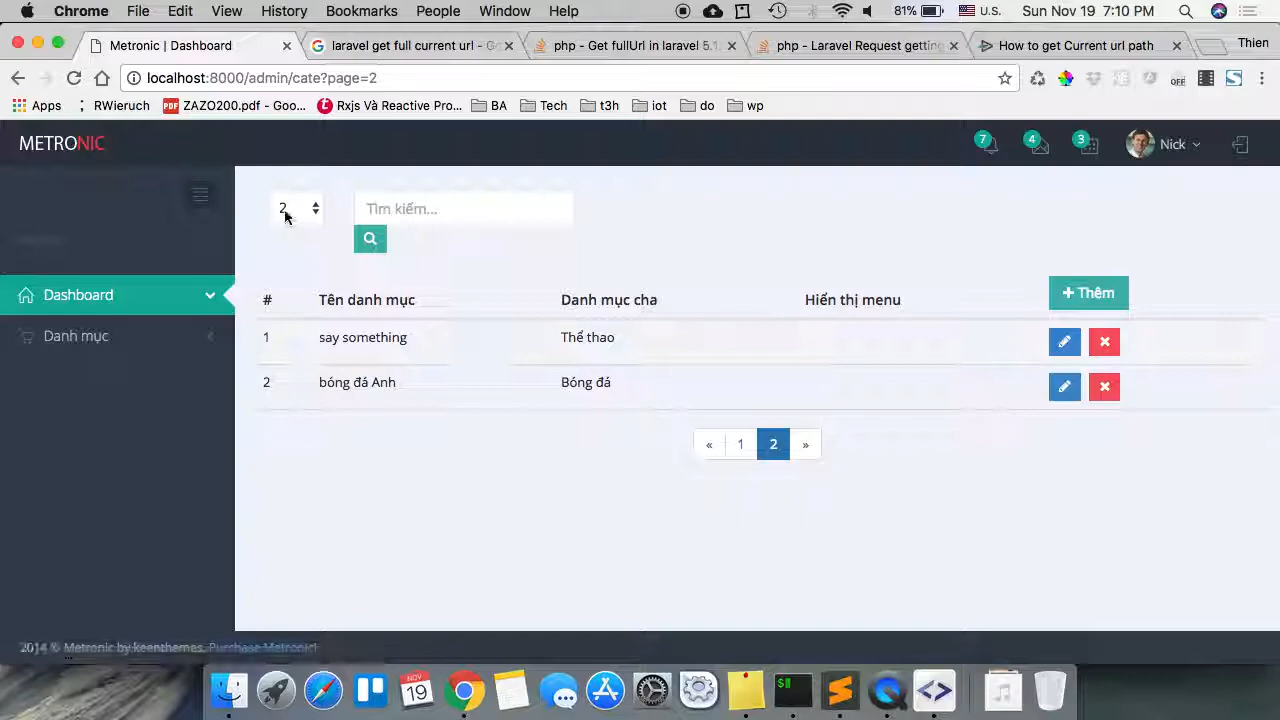 Chrome File Edit View History Bookmarks People Window Help 81% U.S. Sun Nov 19 7:10 PM
Metronic | Dashboard
laravel get full current url - Go
php - Get fullUrl in laravel 5.1
php - Laravel Request getting
How to get Current url path
Thien
localhost:8000/admin/cate?page=2
OFF
Apps RWieruch ZAZO200.pdf - Goo... Rxjs Và Reactive Pro... BA Tech t3h iot do wp
METRONIC
7 4 3 Nick
2 Tìm kiếm...
Dashboard
Danh mục
# Tên danh mục Danh mục cha Hiển thị menu Thêm
1 say something Thể thao
2 bóng đá Anh Bóng đá
« 1 2 »
2014 © Metronic by keenthemes. Purchase Metronic!
NOV
19